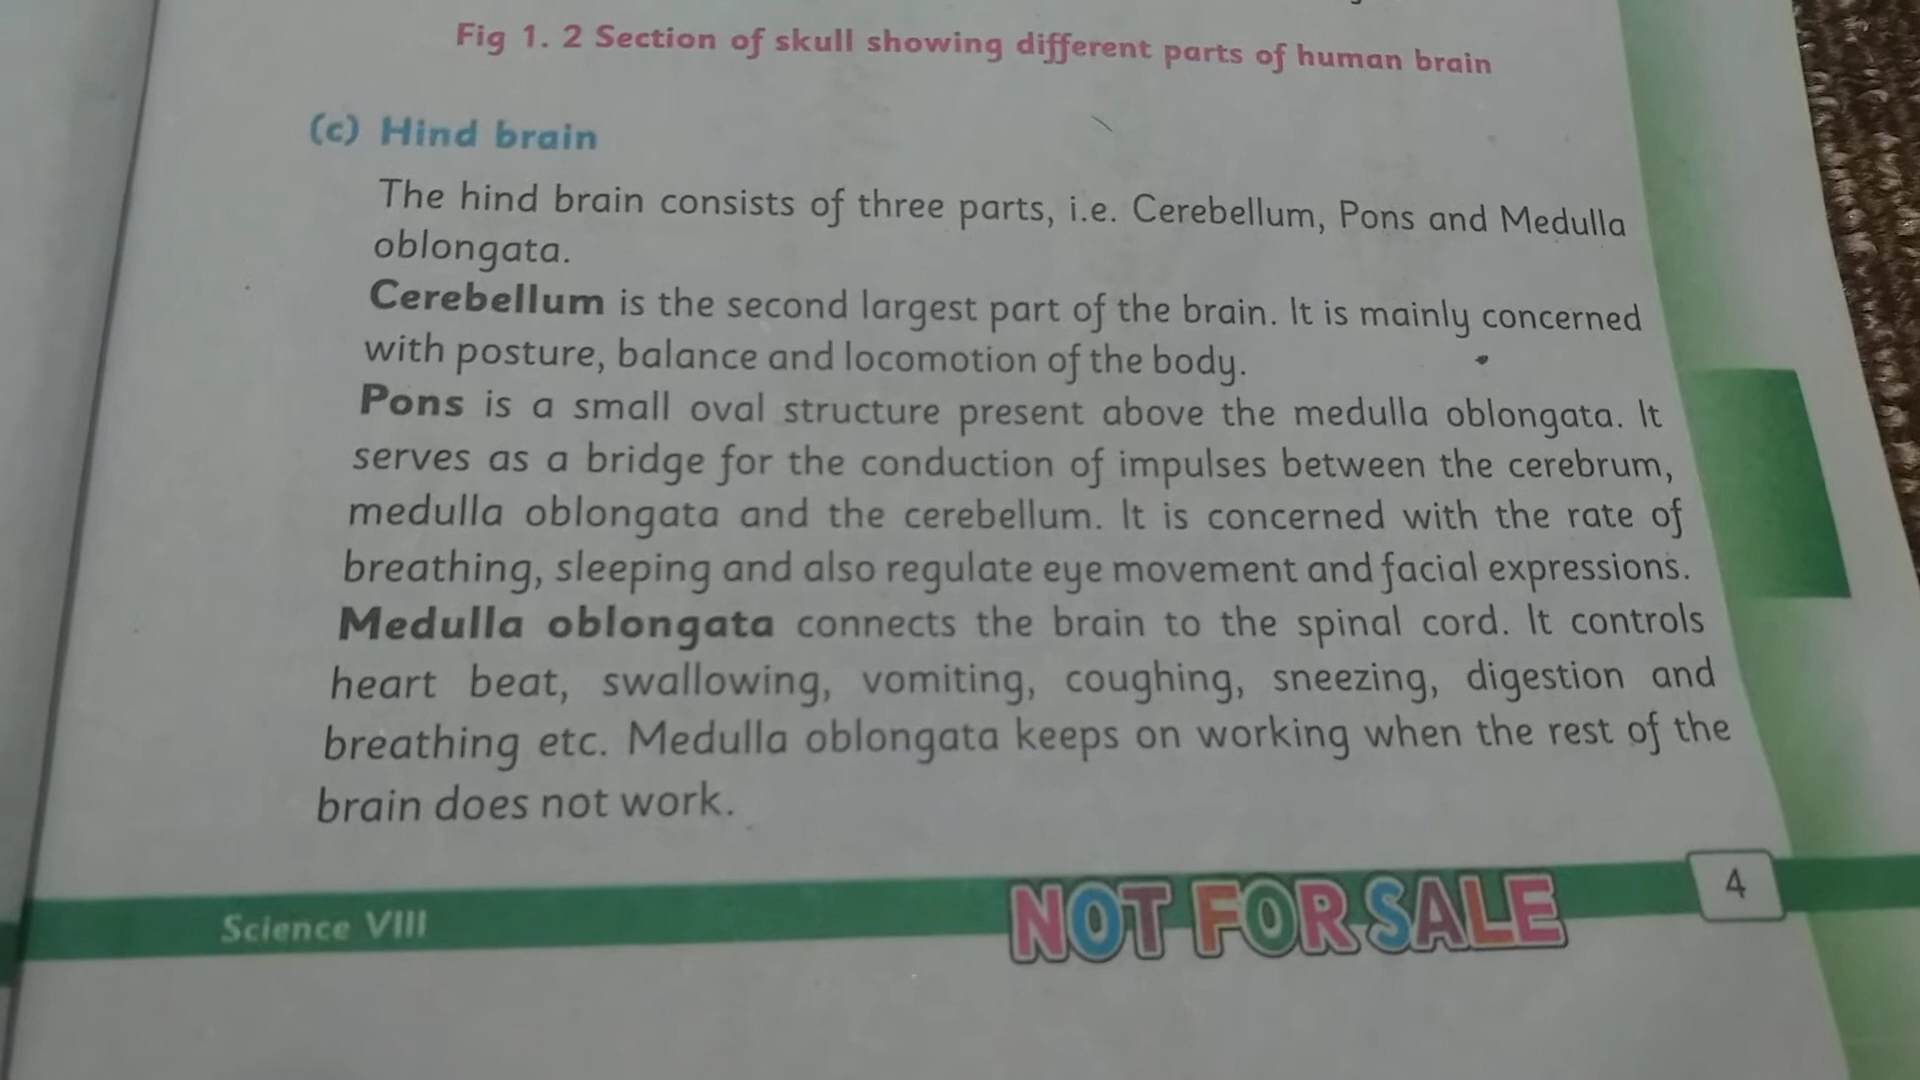 Fig 1. 2 Section of skull showing different parts of human brain
(c) Hind brain
The hind brain consists of three parts, i.e. Cerebellum, Pons and Medulla
oblongata.
Cerebellum is the second largest part of the brain. It is mainly concerned
with posture, balance and locomotion of the body.
Pons is a small oval structure present above the medulla oblongata. It
serves as a bridge for the conduction of impulses between the cerebrum,
medulla oblongata and the cerebellum. It is concerned with the rate of
breathing, sleeping and also regulate eye movement and facial expressions.
Medulla oblongata connects the brain to the spinal cord. It controls
heart beat, swallowing, vomiting, coughing, sneezing, digestion and
breathing etc. Medulla oblongata keeps on working when the rest of the
brain does not work.
Science VIII
NOT FOR SALE
4